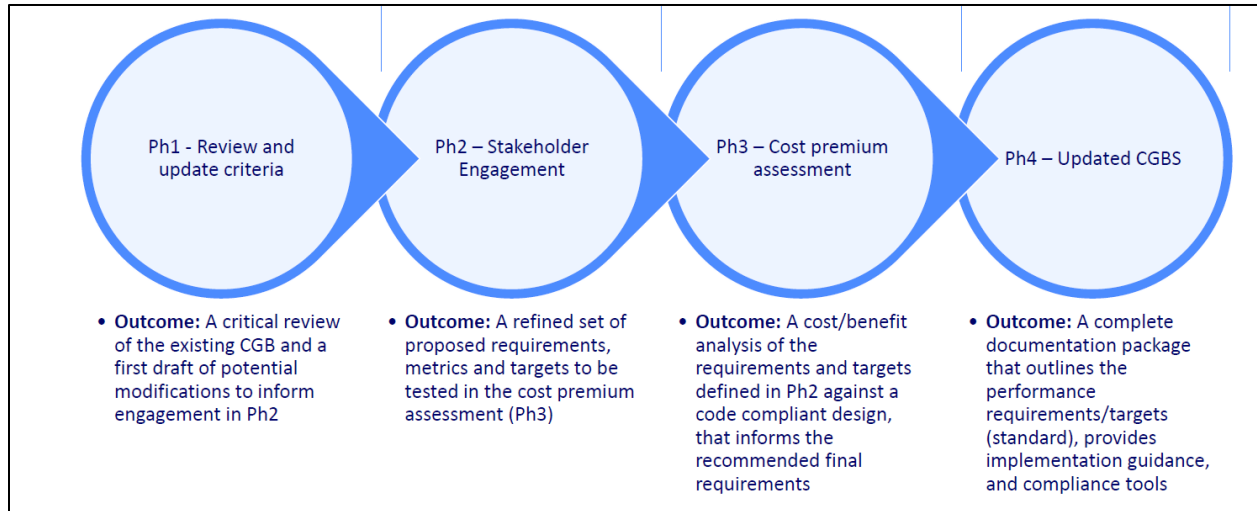 Ph1 - Review and
update criteria
Ph2 – Stakeholder
Engagement
Ph3 – Cost premium
assessment
Ph4 – Updated CGBS
• Outcome: A critical review
of the existing CGB and a
first draft of potential
modifications to inform
engagement in Ph2
• Outcome: A refined set of
proposed requirements,
metrics and targets to be
tested in the cost premium
assessment (Ph3)
• Outcome: A cost/benefit
analysis of the
requirements and targets
defined in Ph2 against a
code compliant design,
that informs the
recommended final
requirements
• Outcome: A complete
documentation package
that outlines the
performance
requirements/targets
(standard), provides
implementation guidance,
and compliance tools